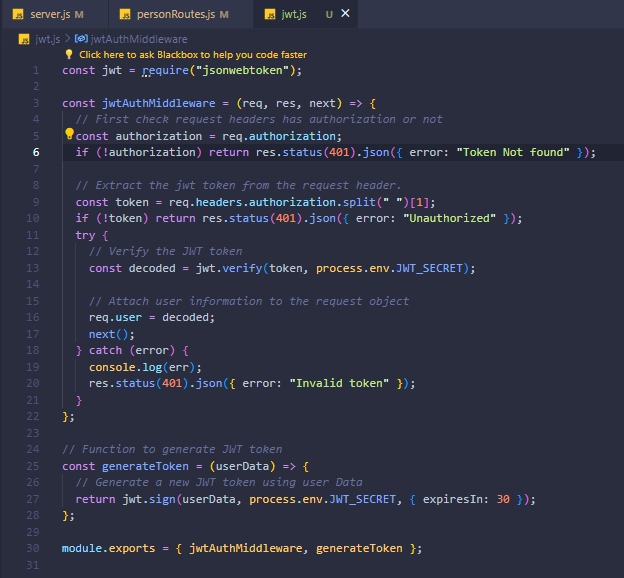 server.js M personRoutes.js M jwt.js U
jwt.js > jwtAuthMiddleware
Click here to ask Blackbox to help you code faster
1 const jwt = require("jsonwebtoken");
2
3 const jwtAuthMiddleware = (req, res, next) => {
4 // First check request headers has authorization or not
5 const authorization = req.authorization;
6 if (!authorization) return res.status(401).json({ error: "Token Not found" });
7
8 // Extract the jwt token from the request header.
9 const token = req.headers.authorization.split(" ")[1];
10 if (!token) return res.status(401).json({ error: "Unauthorized" });
11 try {
12 // Verify the JWT token
13 const decoded = jwt.verify(token, process.env.JWT_SECRET);
14
15 // Attach user information to the request object
16 req.user = decoded;
17 next();
18 } catch (error) {
19 console.log(err);
20 res.status(401).json({ error: "Invalid token" });
21 }
22 };
23
24 // Function to generate JWT token
25 const generateToken = (userData) => {
26 // Generate a new JWT token using user Data
27 return jwt.sign(userData, process.env.JWT_SECRET, { expiresIn: 30 });
28 };
29
30 module.exports = { jwtAuthMiddleware, generateToken };
31